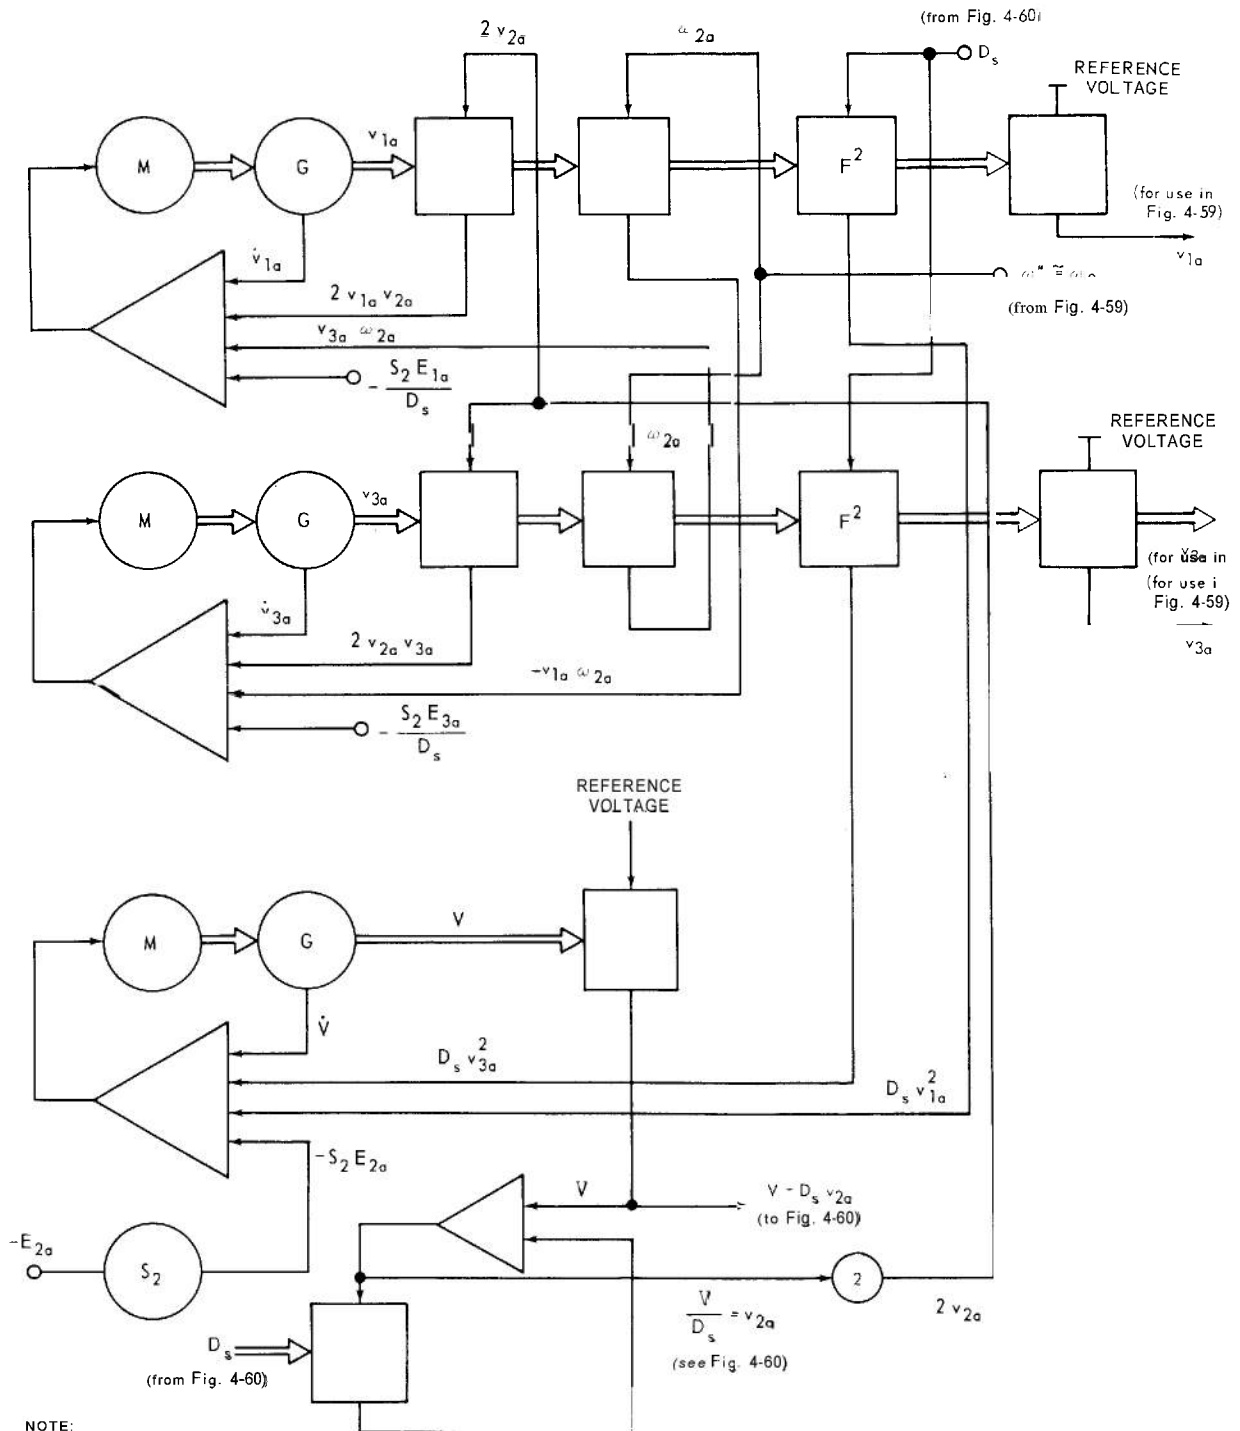 (from Fig. 4-60)
2 v2a
ω2a
Ds
REFERENCE
VOLTAGE
M
G
v1a
F²
(for use in
Fig. 4-59)
v1a
v̇1a
2 v1a v2a
(from Fig. 4-59)
v3a ω2a
- S2 E1a
Ds
REFERENCE
VOLTAGE
ω2a
M
G
v3a
F²
(for use in
(for use i
Fig. 4-59)
v3a
v̇3a
2 v2a v3a
-v1a ω2a
- S2 E3a
Ds
REFERENCE
VOLTAGE
M
G
V
V̇
Ds v3a²
Ds v1a²
-S2 E2a
V
V - Ds v2a
(to Fig. 4-60)
-E2a
S2
2
V
Ds
= v2a
2 v2a
(see Fig. 4-60)
Ds
(from Fig. 4-60)
NOTE: